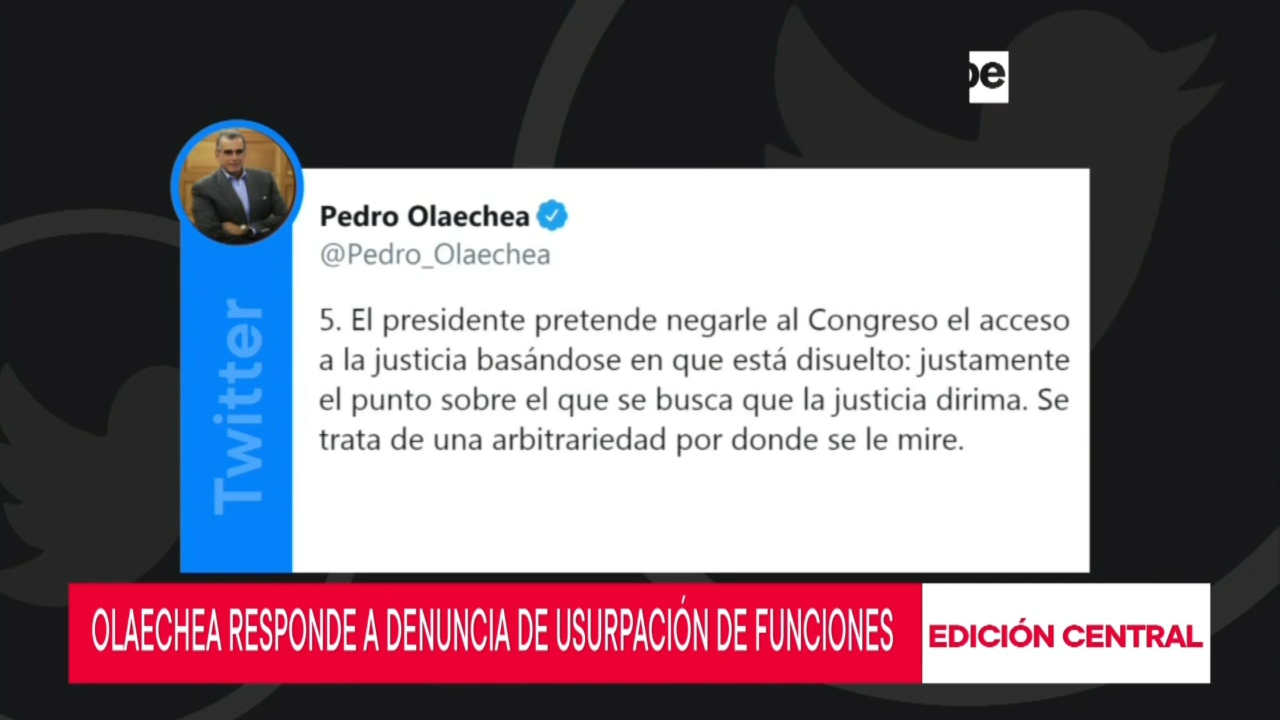 pe
Pedro Olaechea
@Pedro_Olaechea
5. El presidente pretende negarle al Congreso el acceso
a la justicia basándose en que está disuelto: justamente
el punto sobre el que se busca que la justicia dirima. Se
trata de una arbitrariedad por donde se le mire.
Twitter
OLAECHEA RESPONDE A DENUNCIA DE USURPACIÓN DE FUNCIONES
EDICIÓN CENTRAL